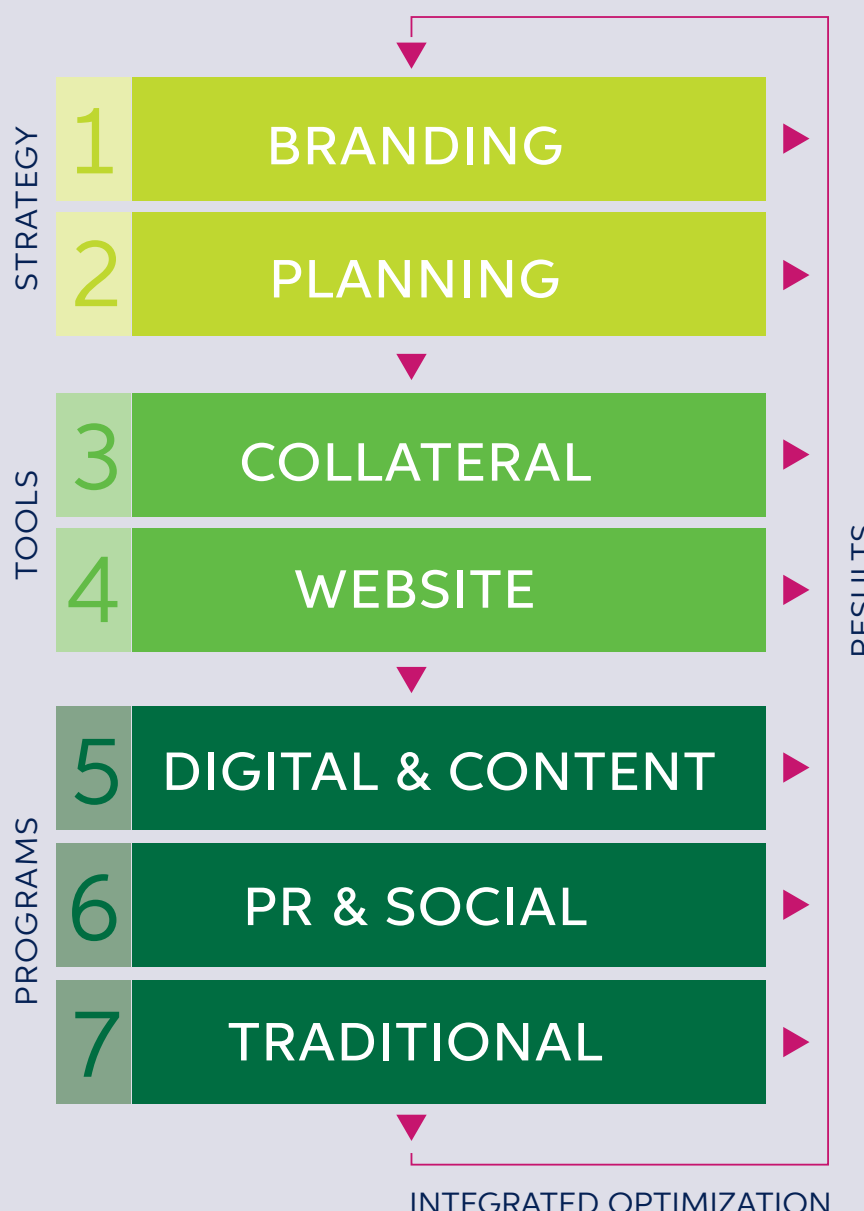 STRATEGY
1 BRANDING
2 PLANNING
TOOLS
3 COLLATERAL
4 WEBSITE
PROGRAMS
5 DIGITAL & CONTENT
6 PR & SOCIAL
7 TRADITIONAL
RESULTS
INTEGRATED OPTIMIZATION